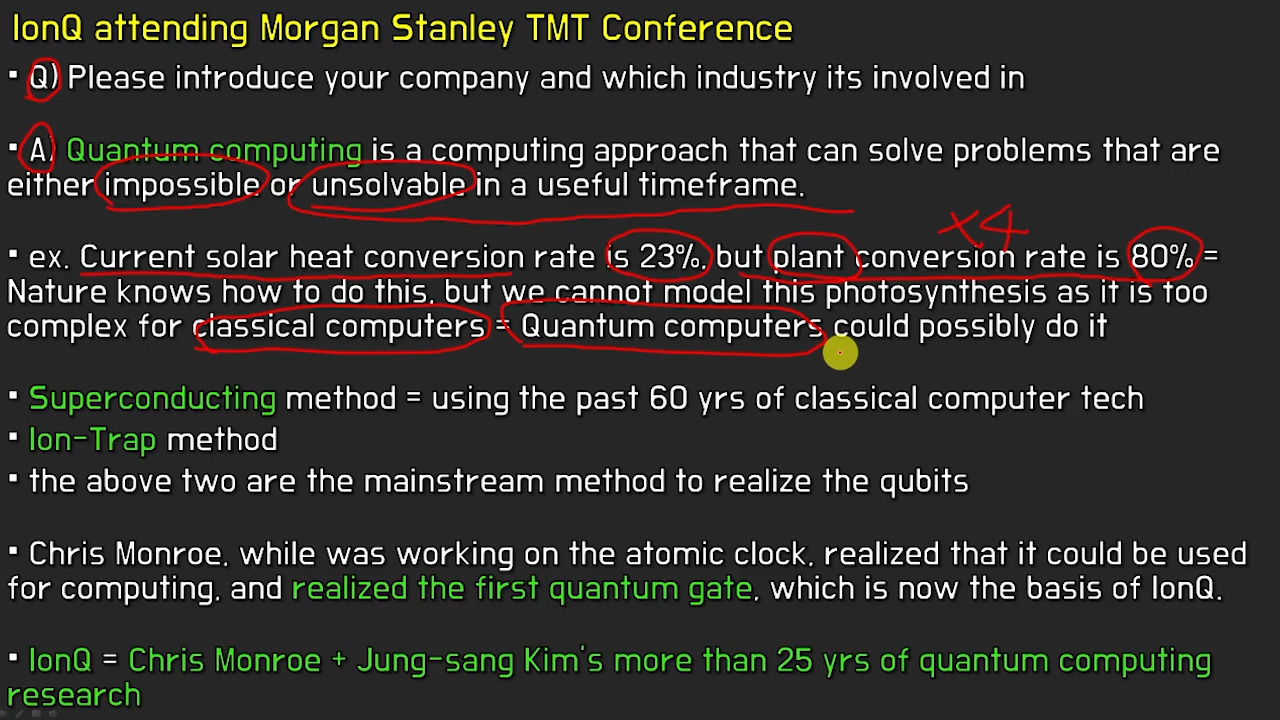 IonQ attending Morgan Stanley TMT Conference
▪ Q) Please introduce your company and which industry its involved in
▪ A) Quantum computing is a computing approach that can solve problems that are
either impossible or unsolvable in a useful timeframe.
×4
▪ ex. Current solar heat conversion rate is 23%, but plant conversion rate is 80% =
Nature knows how to do this, but we cannot model this photosynthesis as it is too
complex for classical computers = Quantum computers could possibly do it
▪ Superconducting method = using the past 60 yrs of classical computer tech
▪ Ion-Trap method
▪ the above two are the mainstream method to realize the qubits
▪ Chris Monroe, while was working on the atomic clock, realized that it could be used
for computing, and realized the first quantum gate, which is now the basis of IonQ.
▪ IonQ = Chris Monroe + Jung-sang Kim's more than 25 yrs of quantum computing
research